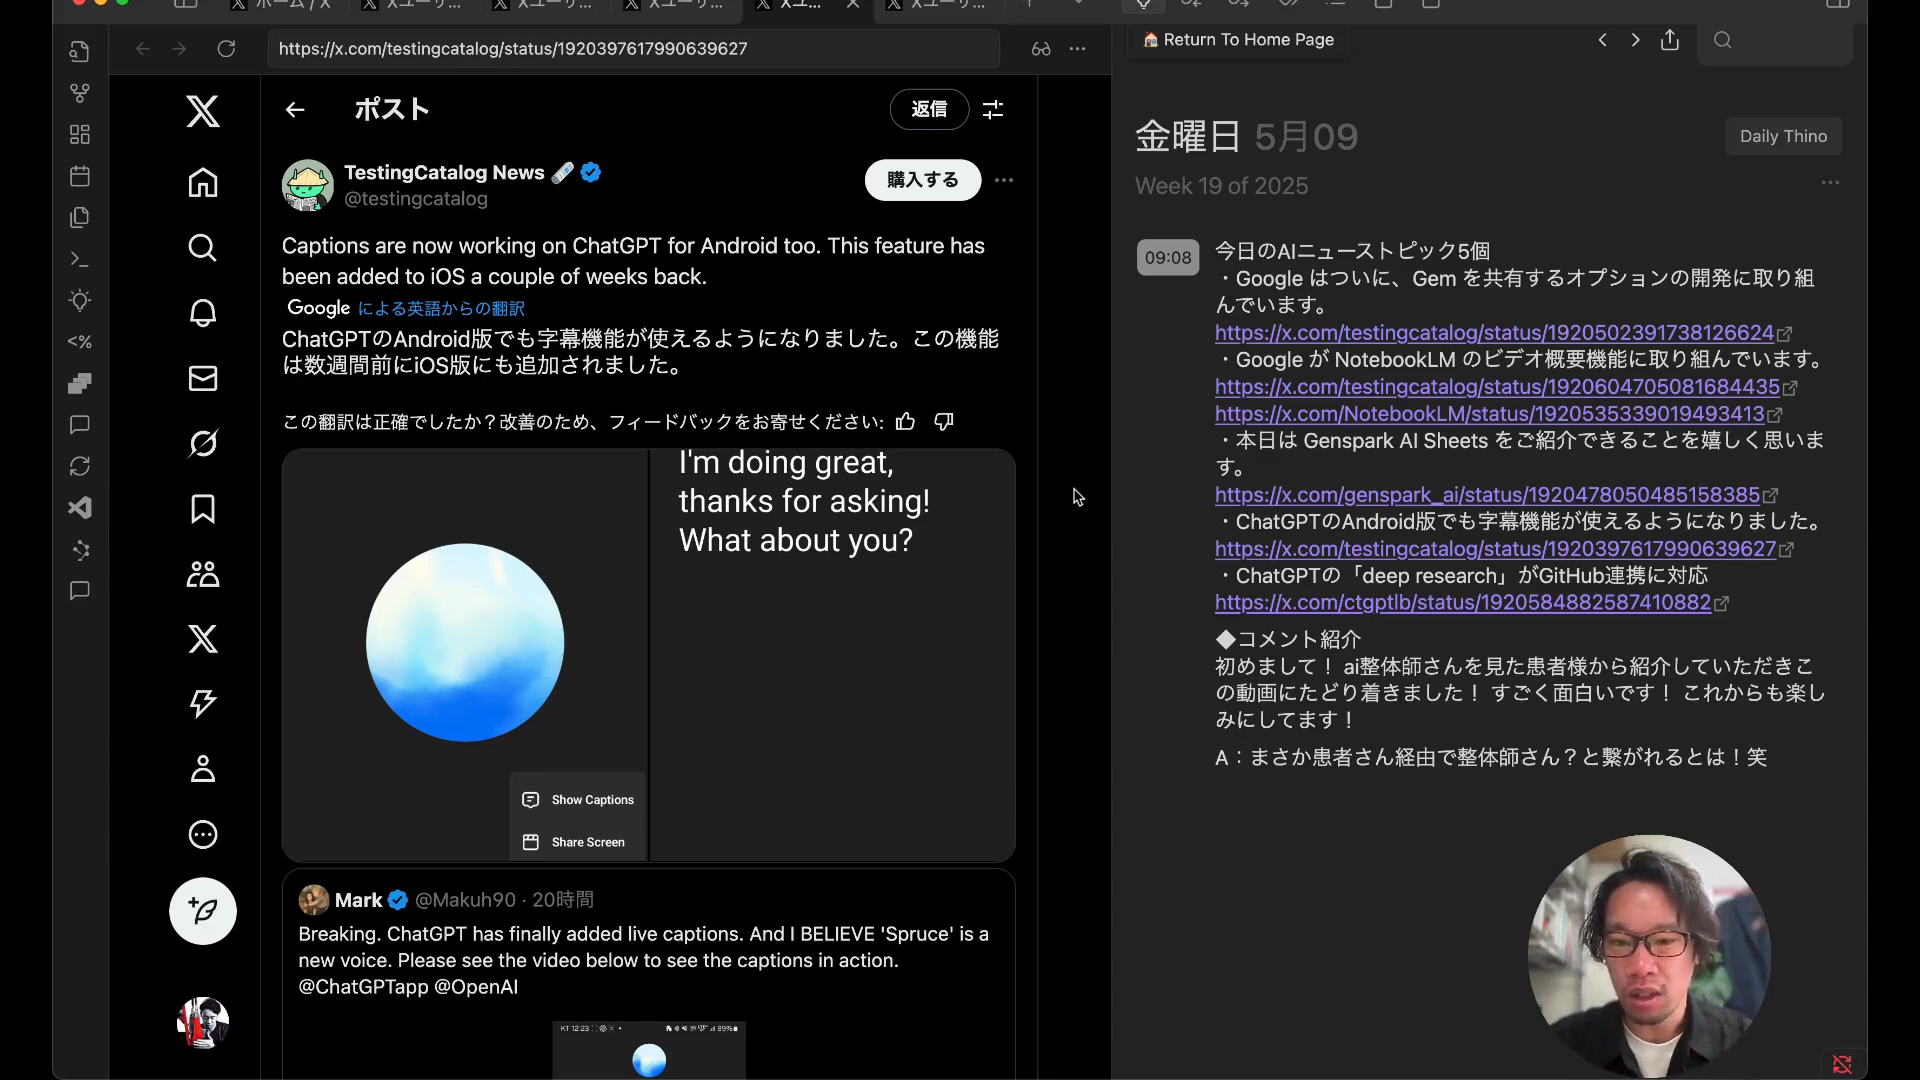 https://x.com/testingcatalog/status/1920397617990639627
ポスト
返信
TestingCatalog News
@testingcatalog
購入する
Captions are now working on ChatGPT for Android too. This feature has
been added to iOS a couple of weeks back.
Google による英語からの翻訳
ChatGPTのAndroid版でも字幕機能が使えるようになりました。この機能
は数週間前にiOS版にも追加されました。
この翻訳は正確でしたか？改善のため、フィードバックをお寄せください:
I'm doing great,
thanks for asking!
What about you?
Show Captions
Share Screen
Mark @Makuh90 · 20時間
Breaking. ChatGPT has finally added live captions. And I BELIEVE 'Spruce' is a
new voice. Please see the video below to see the captions in action.
@ChatGPTapp @OpenAI
Return To Home Page
金曜日 5月09
Daily Thino
Week 19 of 2025
09:08
今日のAIニューストピック5個
・Google はついに、Gem を共有するオプションの開発に取り組
んでいます。
https://x.com/testingcatalog/status/1920502391738126624
・Google が NotebookLM のビデオ概要機能に取り組んでいます。
https://x.com/testingcatalog/status/1920604705081684435
https://x.com/NotebookLM/status/1920535339019493413
・本日は Genspark AI Sheets をご紹介できることを嬉しく思いま
す。
https://x.com/genspark_ai/status/1920478050485158385
・ChatGPTのAndroid版でも字幕機能が使えるようになりました。
https://x.com/testingcatalog/status/1920397617990639627
・ChatGPTの「deep research」がGitHub連携に対応
https://x.com/ctgptlb/status/1920584882587410882
◆コメント紹介
初めまして！ ai整体師さんを見た患者様から紹介していただきこ
の動画にたどり着きました！ すごく面白いです！ これからも楽し
みにしてます！
A：まさか患者さん経由で整体師さん？と繋がれるとは！笑